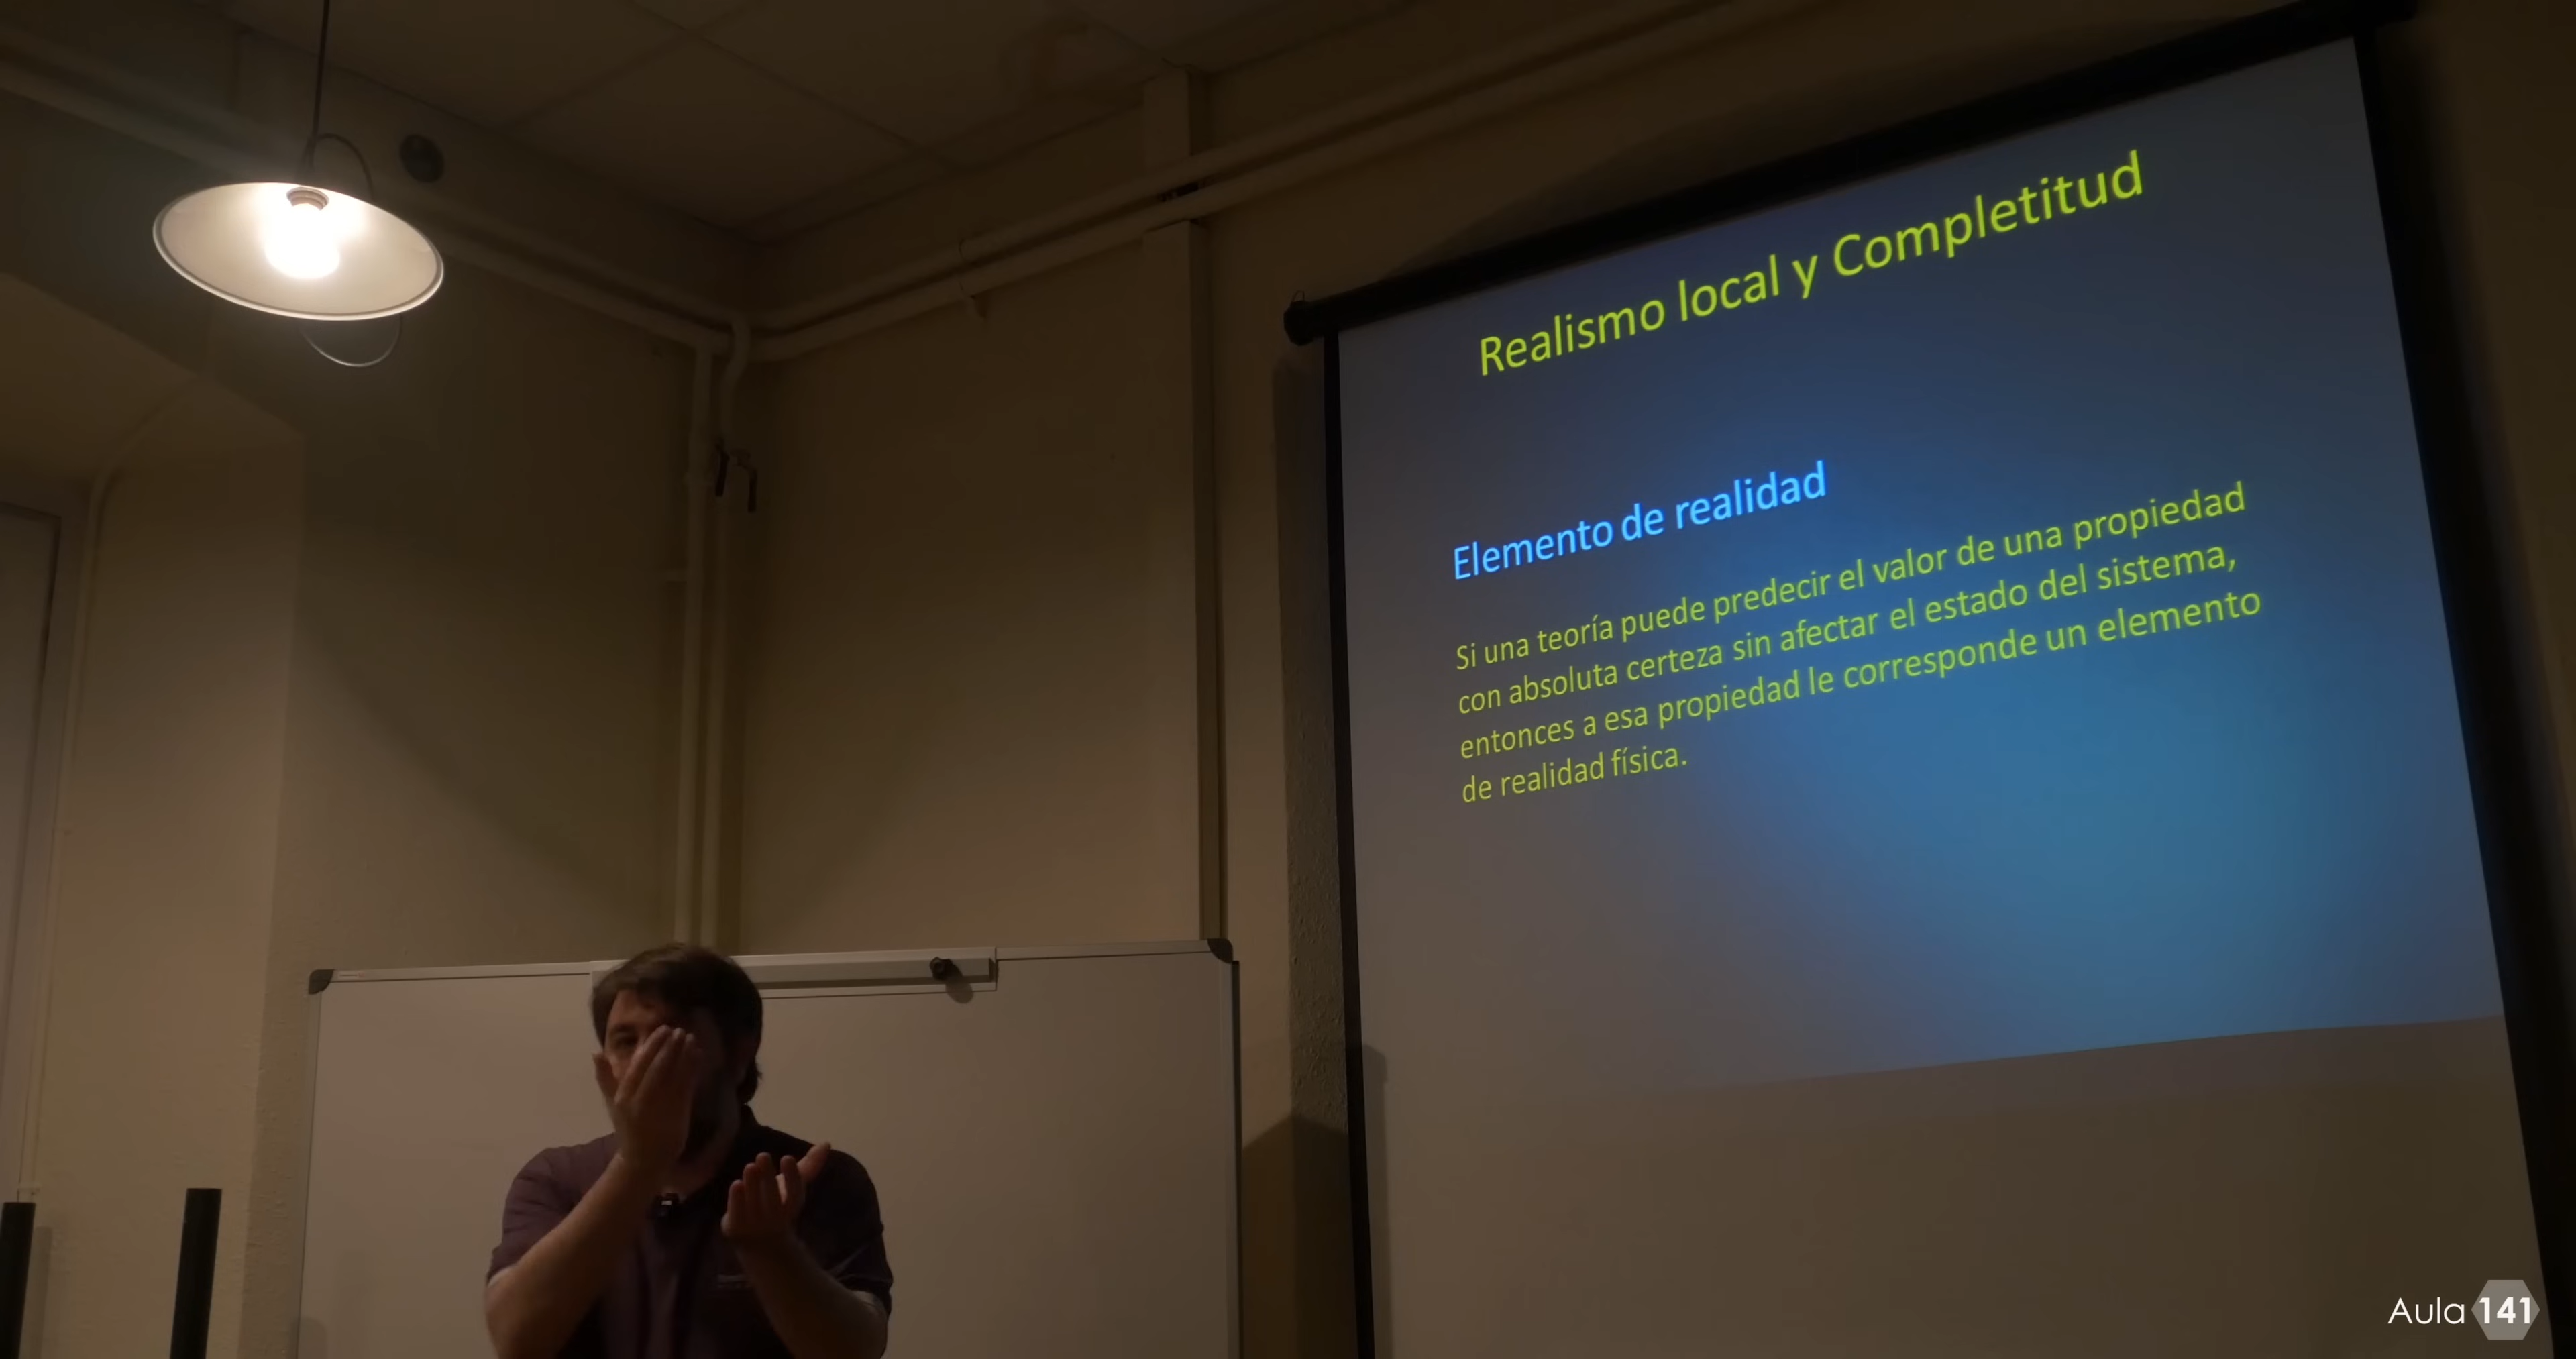 Realismo local y Completitud
Elemento de realidad
Si una teoría puede predecir el valor de una propiedad
con absoluta certeza sin afectar el estado del sistema,
entonces a esa propiedad le corresponde un elemento
de realidad física.
Aula 141